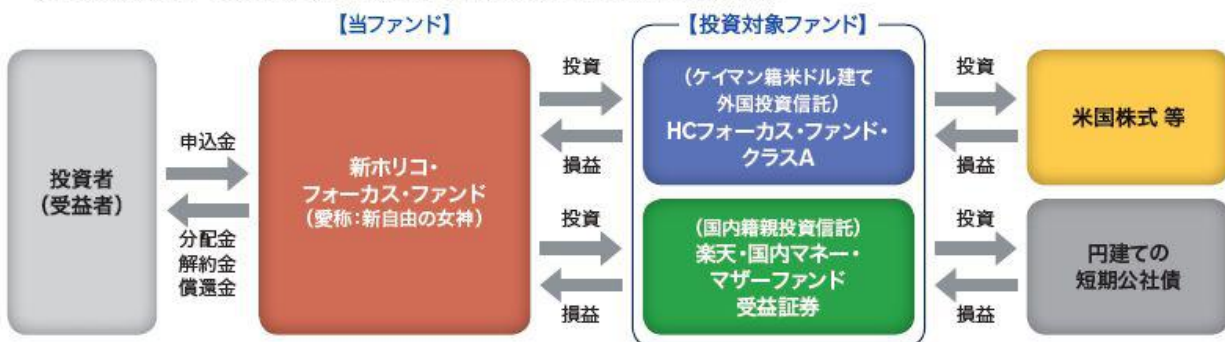 【当ファンド】
【投資対象ファンド】
投資者
(受益者)
申込金
分配金
解約金
償還金
新ホリコ・
フォーカス・ファンド
(愛称:新自由の女神)
投資
損益
投資
損益
(ケイマン籍米ドル建て
外国投資信託)
HCフォーカス・ファンド・
クラスA
(国内籍親投資信託)
楽天・国内マネー・
マザーファンド
受益証券
投資
損益
投資
損益
米国株式 等
円建ての
短期公社債